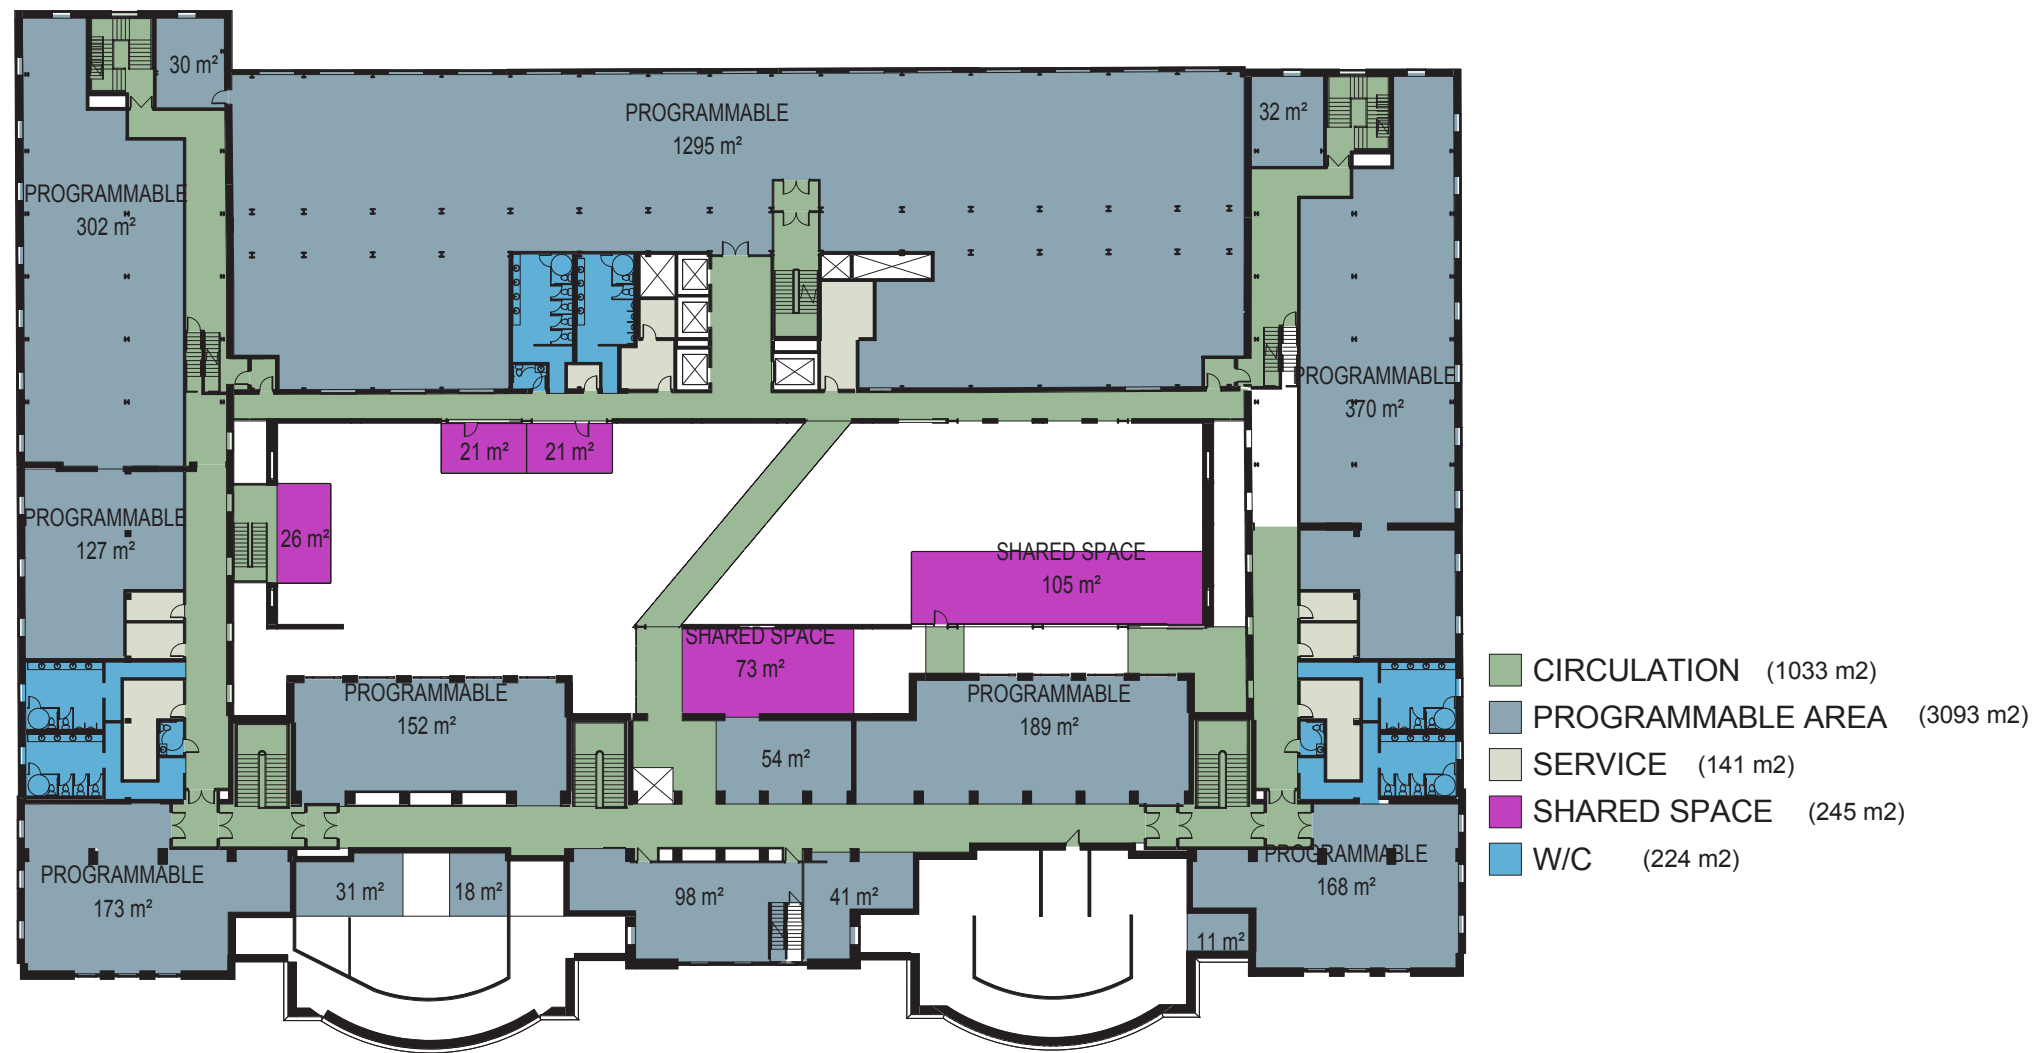 30 m²
PROGRAMMABLE
1295 m²
32 m²
PROGRAMMABLE
302 m²
PROGRAMMABLE
370 m²
21 m²
21 m²
PROGRAMMABLE
127 m²
26 m²
SHARED SPACE
105 m²
SHARED SPACE
73 m²
PROGRAMMABLE
152 m²
PROGRAMMABLE
189 m²
54 m²
PROGRAMMABLE
173 m²
31 m²
18 m²
98 m²
41 m²
PROGRAMMABLE
168 m²
11 m²
CIRCULATION (1033 m2)
PROGRAMMABLE AREA (3093 m2)
SERVICE (141 m2)
SHARED SPACE (245 m2)
W/C (224 m2)